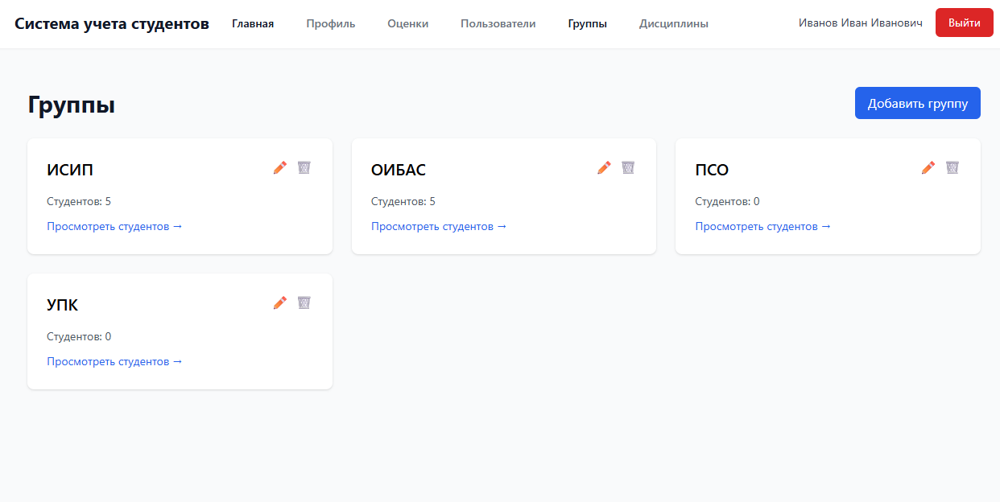 Система учета студентов Главная Профиль Оценки Пользователи Группы Дисциплины Иванов Иван Иванович Выйти
Группы Добавить группу
ИСИП
Студентов: 5
Просмотреть студентов →
ОИБАС
Студентов: 5
Просмотреть студентов →
ПСО
Студентов: 0
Просмотреть студентов →
УПК
Студентов: 0
Просмотреть студентов →